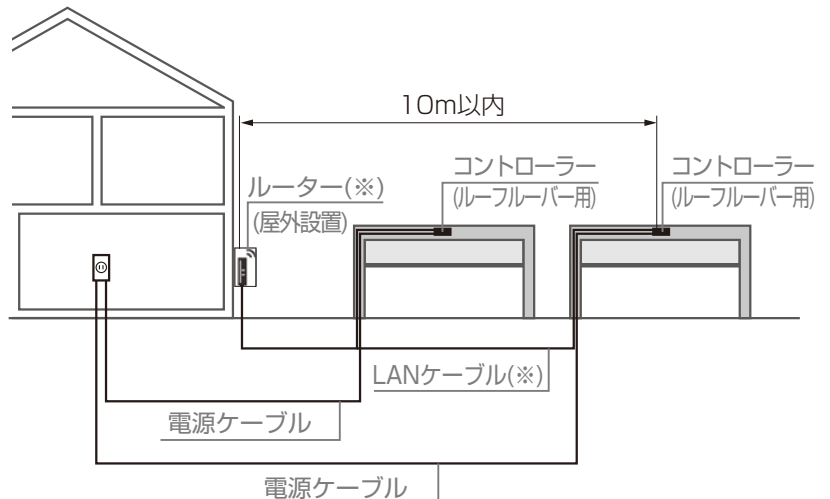 10m以内
コントローラー
(ルーフルーバー用)
コントローラー
(ルーフルーバー用)
ルーター(※)
(屋外設置)
LANケーブル(※)
電源ケーブル
電源ケーブル